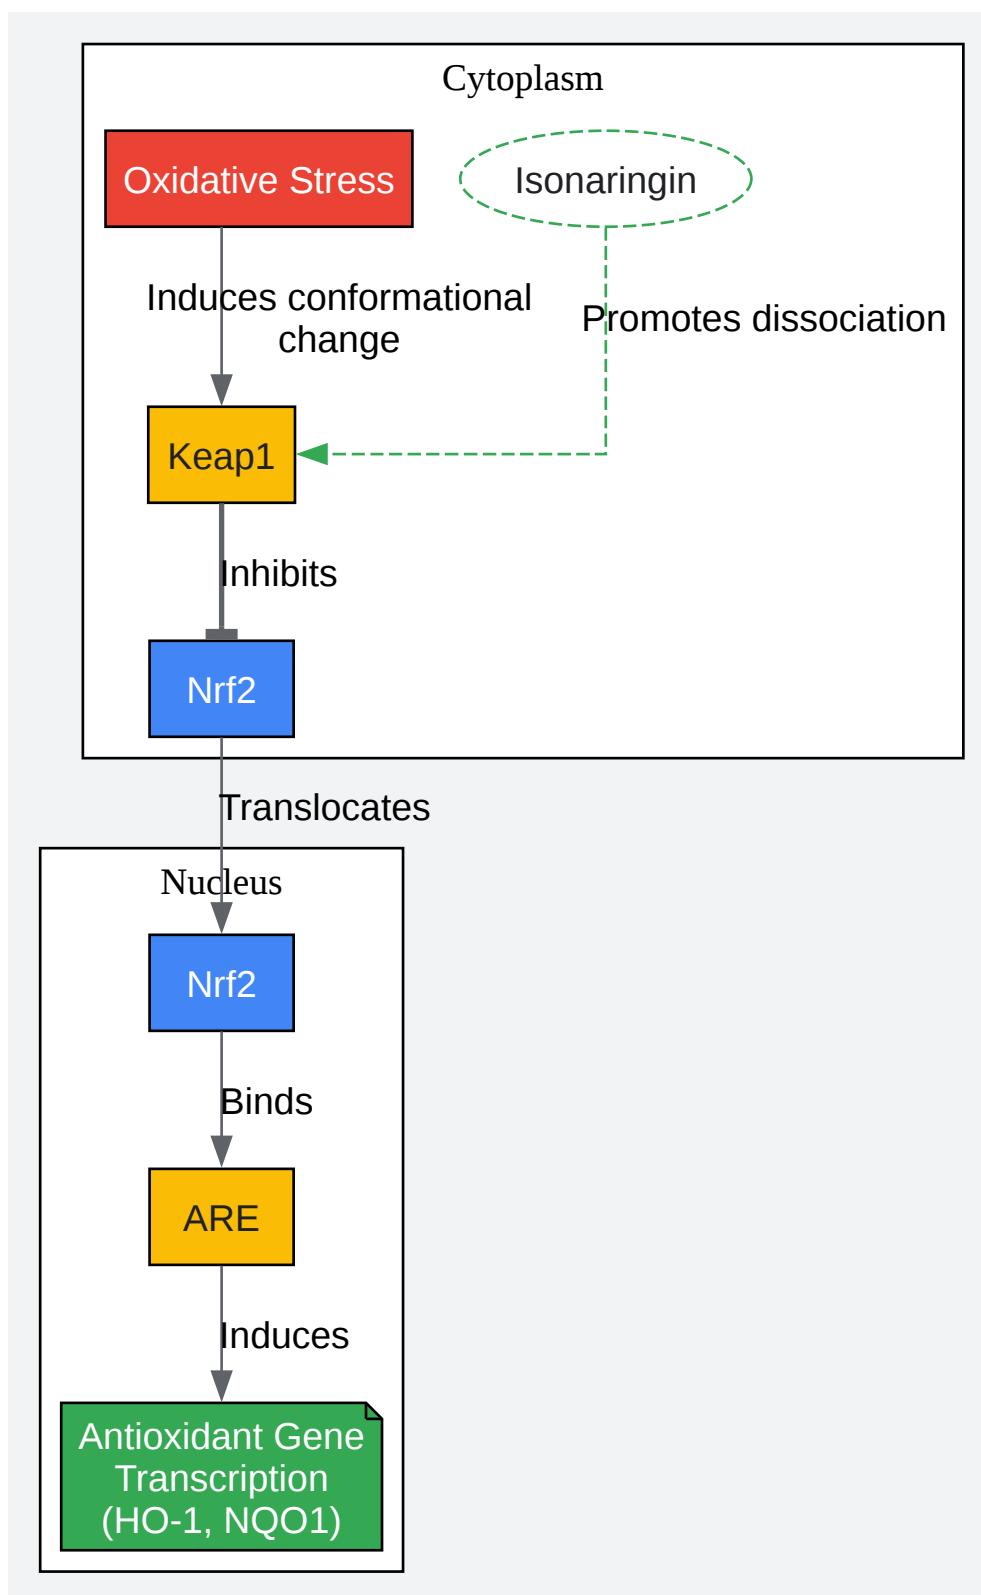 Cytoplasm
Oxidative Stress
Isonaringin
Induces conformational
change
Promotes dissociation
Keap1
Inhibits
Nrf2
Translocates
Nucleus
Nrf2
Binds
ARE
Induces
Antioxidant Gene
Transcription
(HO-1, NQO1)